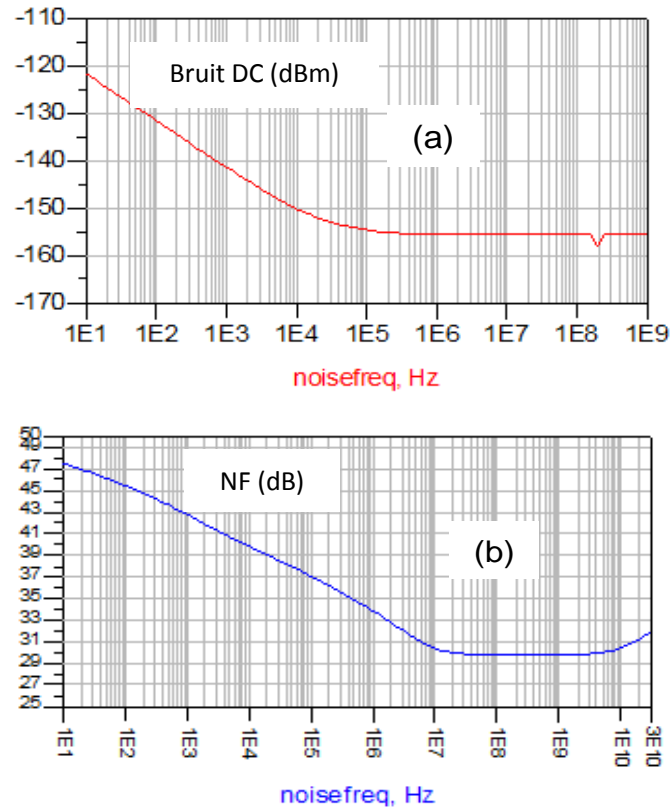 -110
-120
Bruit DC (dBm)
-130
(a)
-140
-150
-160
-170
1E1 1E2 1E3 1E4 1E5 1E6 1E7 1E8 1E9
noisefreq, Hz
50
49
47
NF (dB)
45
43
41
(b)
39
37
35
33
31
29
27
25
1E1 1E2 1E3 1E4 1E5 1E6 1E7 1E8 1E9 1E10 3E10
noisefreq, Hz